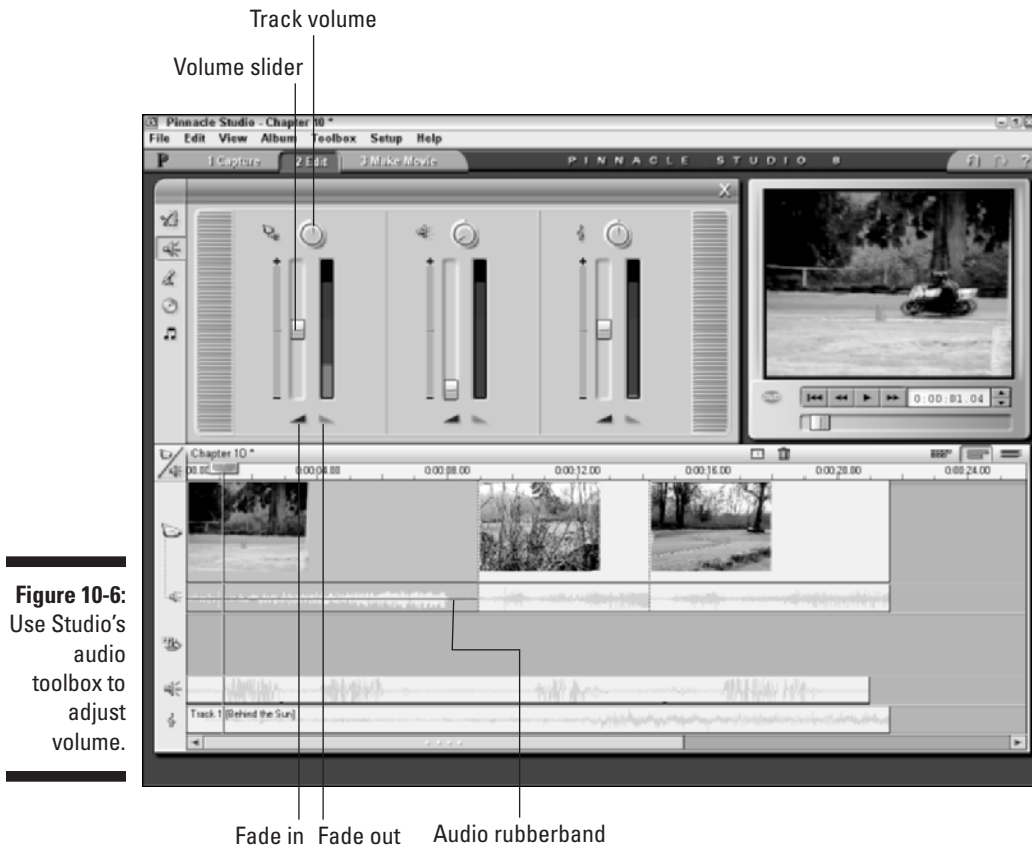 Track volume
Volume slider
Pinnacle Studio - Chapter 10 *
File Edit View Album Toolbox Setup Help
P 1 Capture 2 Edit 3 Make Movie PINNACLE STUDIO 8 ?
X
+ + +
- - -
0:00:01.04
Chapter 10 *
00.00 0:00:04.00 0:00:08.00 0:00:12.00 0:00:16.00 0:00:20.00 0:00:24.00
Track 1 [Behind the Sun]
Figure 10-6:
Use Studio's
audio
toolbox to
adjust
volume.
Fade in Fade out Audio rubberband